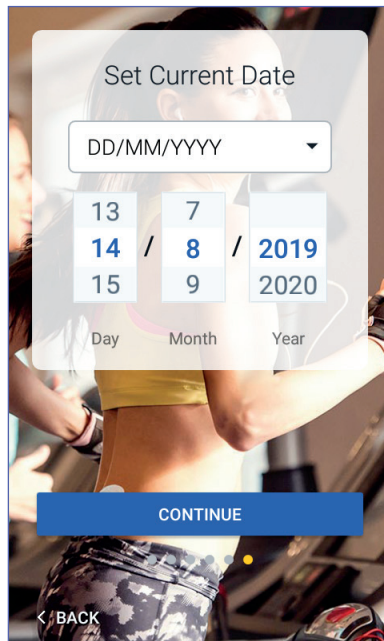 Set Current Date
DD/MM/YYYY
13 7
14 / 8 / 2019
15 9 2020
Day Month Year
CONTINUE
< BACK